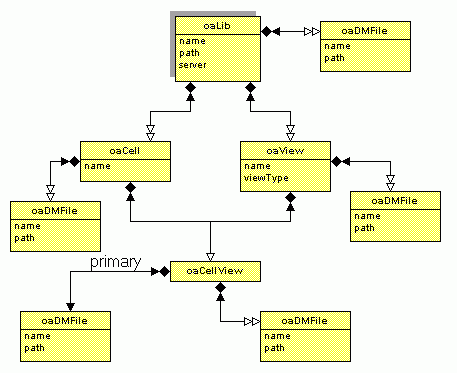 oaLib
name
path
server
oaDMFile
name
path
oaCell
name
oaView
name
viewType
oaDMFile
name
path
oaDMFile
name
path
primary
oaCellView
oaDMFile
name
path
oaDMFile
name
path